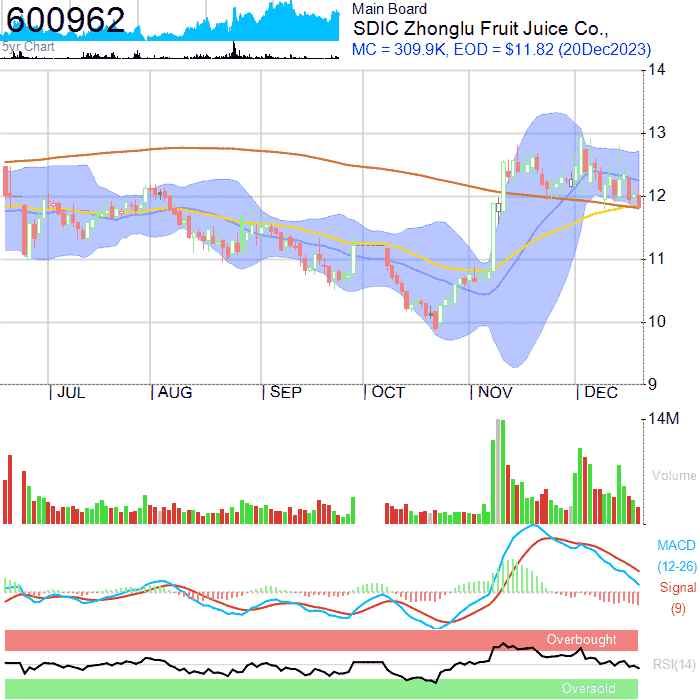 600962
5yr Chart
Main Board
SDIC Zhonglu Fruit Juice Co.,
MC = 309.9K, EOD = $11.82 (20Dec2023)
14
13
12
11
10
9
JUL AUG SEP OCT NOV DEC
14M
Volume
MACD
(12-26)
Signal
(9)
Overbought
RSI(14)
Oversold